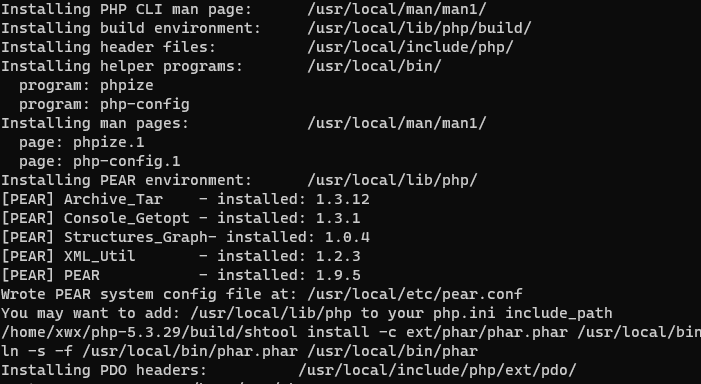 Installing PHP CLI man page:      /usr/local/man/man1/
Installing build environment:     /usr/local/lib/php/build/
Installing header files:          /usr/local/include/php/
Installing helper programs:       /usr/local/bin/
  program: phpize
  program: php-config
Installing man pages:             /usr/local/man/man1/
  page: phpize.1
  page: php-config.1
Installing PEAR environment:      /usr/local/lib/php/
[PEAR] Archive_Tar    - installed: 1.3.12
[PEAR] Console_Getopt - installed: 1.3.1
[PEAR] Structures_Graph- installed: 1.0.4
[PEAR] XML_Util       - installed: 1.2.3
[PEAR] PEAR           - installed: 1.9.5
Wrote PEAR system config file at: /usr/local/etc/pear.conf
You may want to add: /usr/local/lib/php to your php.ini include_path
/home/xwx/php-5.3.29/build/shtool install -c ext/phar/phar.phar /usr/local/bin
ln -s -f /usr/local/bin/phar.phar /usr/local/bin/phar
Installing PDO headers:          /usr/local/include/php/ext/pdo/